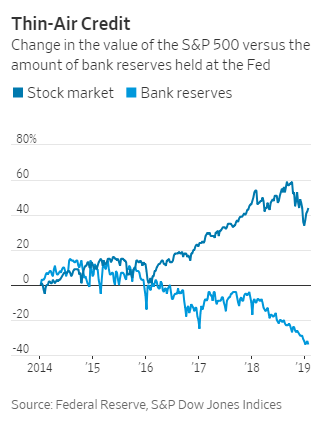 Thin-Air Credit
Change in the value of the S&P 500 versus the
amount of bank reserves held at the Fed
Stock market Bank reserves
80%
60
40
20
0
-20
-40
2014 '15 '16 '17 '18 '19
Source: Federal Reserve, S&P Dow Jones Indices